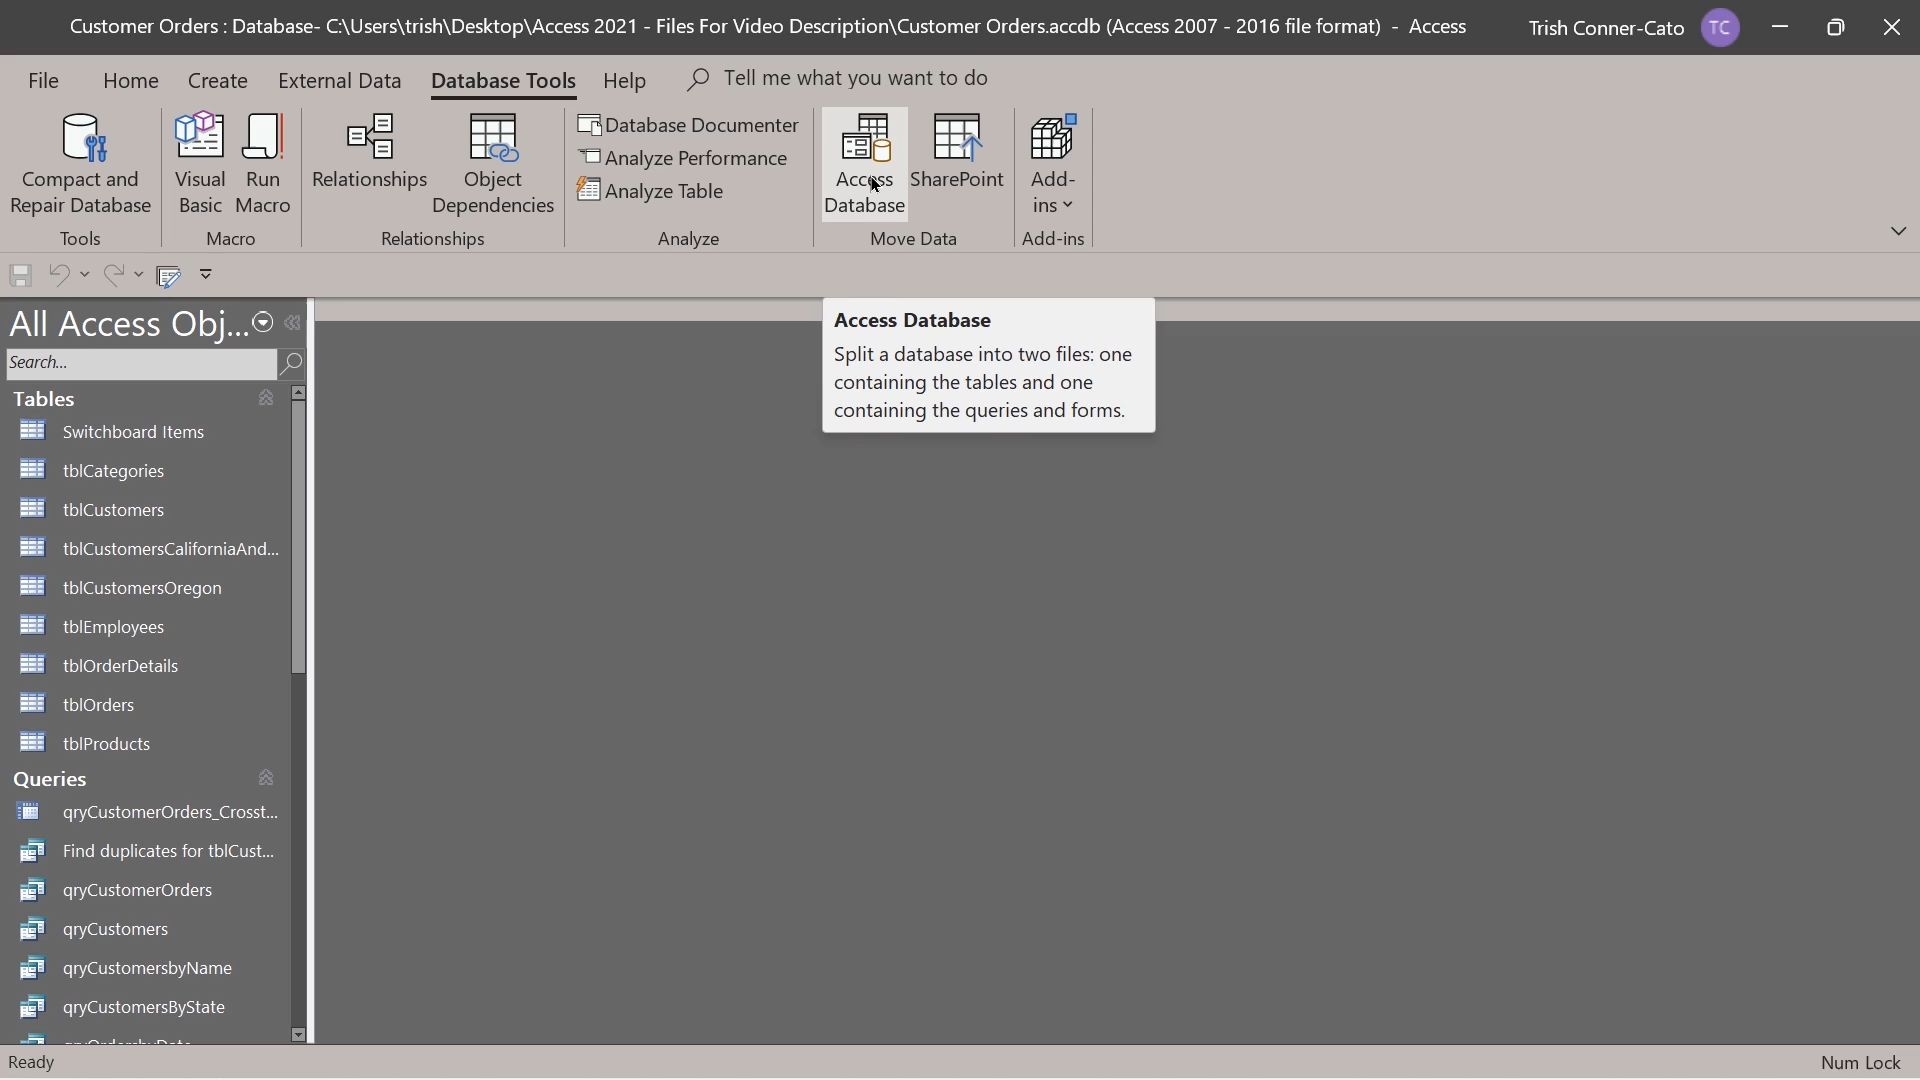 Customer Orders : Database- C:\Users\trish\Desktop\Access 2021 - Files For Video Description\Customer Orders.accdb (Access 2007 - 2016 file format) - Access
Trish Conner-Cato
TC
File
Home
Create
External Data
Database Tools
Help
Tell me what you want to do
Compact and
Repair Database
Tools
Visual
Basic
Run
Macro
Macro
Relationships
Object
Dependencies
Relationships
Database Documenter
Analyze Performance
Analyze Table
Analyze
Access
Database
SharePoint
Move Data
Add-
ins
Add-ins
All Access Obj...
Search...
Access Database
Split a database into two files: one
containing the tables and one
containing the queries and forms.
Tables
Switchboard Items
tblCategories
tblCustomers
tblCustomersCaliforniaAnd...
tblCustomersOregon
tblEmployees
tblOrderDetails
tblOrders
tblProducts
Queries
qryCustomerOrders_Crosst...
Find duplicates for tblCust...
qryCustomerOrders
qryCustomers
qryCustomersbyName
qryCustomersByState
Ready
Num Lock